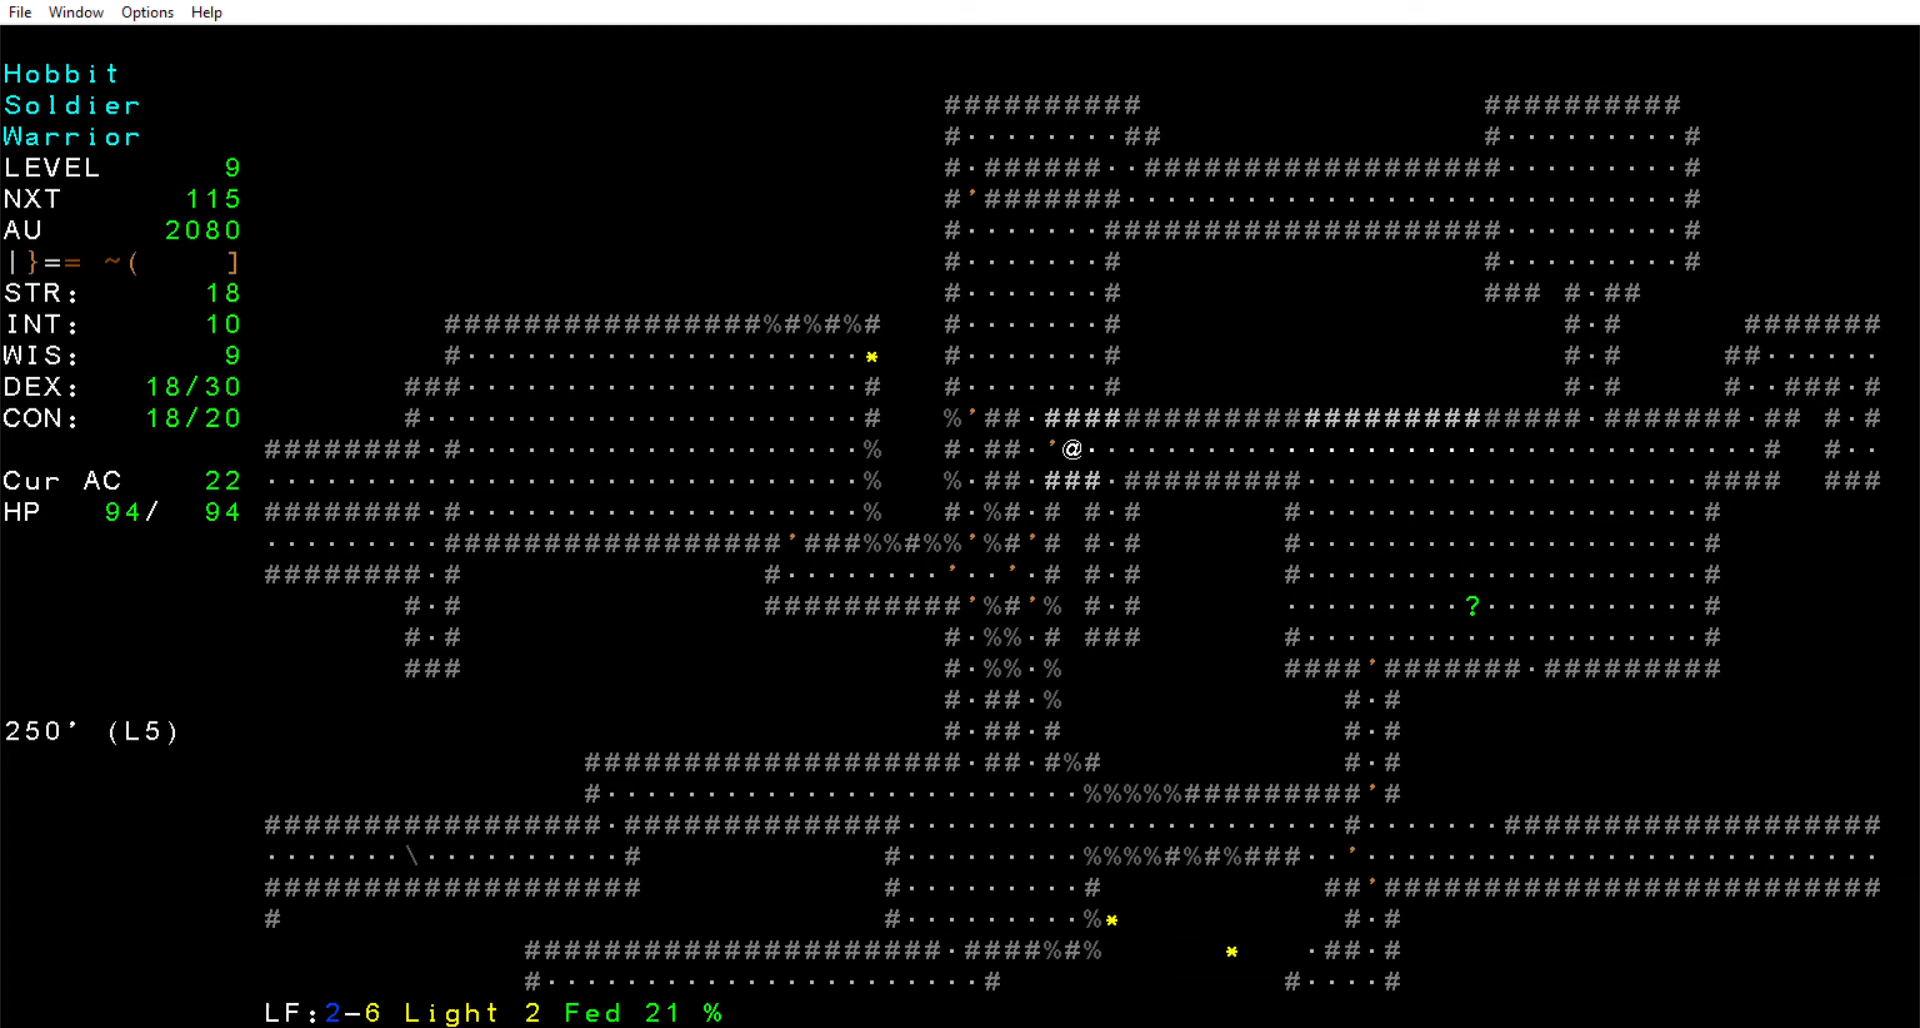 File Window Options Help
Hobbit
Soldier
Warrior
LEVEL 9
NXT 115
AU 2080
|}== ~( ]
STR: 18
INT: 10
WIS: 9
DEX: 18/30
CON: 18/20
Cur AC 22
HP 94/ 94
250' (L5)
LF:2-6 Light 2 Fed 21 %